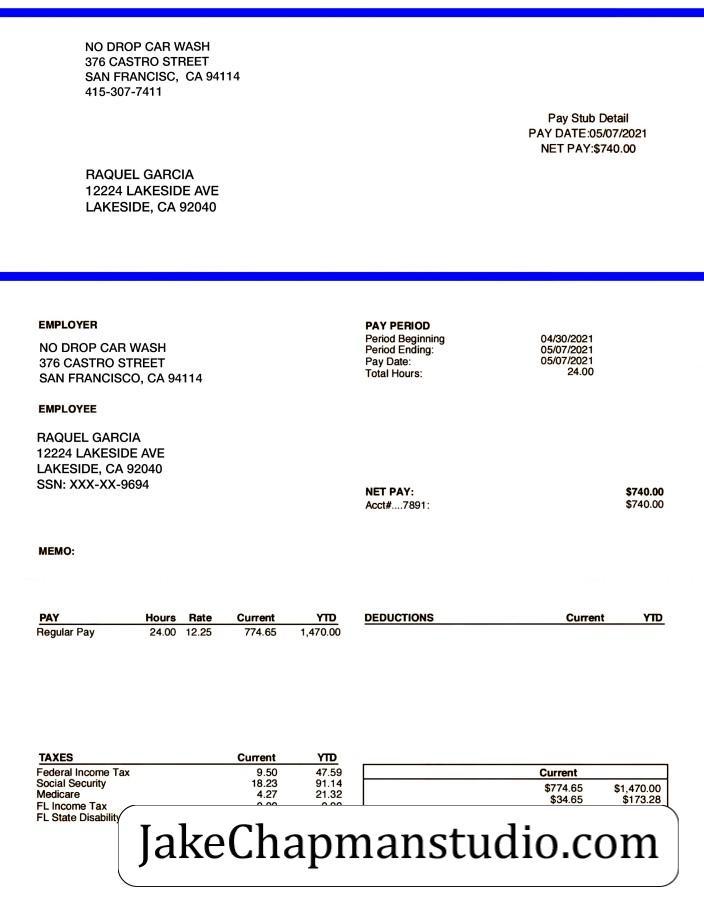 NO DROP CAR WASH
376 CASTRO STREET
SAN FRANCISC, CA 94114
415-307-7411
Pay Stub Detail
PAY DATE:05/07/2021
NET PAY:$740.00
RAQUEL GARCIA
12224 LAKESIDE AVE
LAKESIDE, CA 92040
EMPLOYER
NO DROP CAR WASH
376 CASTRO STREET
SAN FRANCISCO, CA 94114
PAY PERIOD
Period Beginning 04/30/2021
Period Ending: 05/07/2021
Pay Date: 05/07/2021
Total Hours: 24.00
EMPLOYEE
RAQUEL GARCIA
12224 LAKESIDE AVE
LAKESIDE, CA 92040
SSN: XXX-XX-9694
NET PAY: $740.00
Acct#....7891: $740.00
MEMO:
PAY Hours Rate Current YTD
Regular Pay 24.00 12.25 774.65 1,470.00
DEDUCTIONS Current YTD
TAXES Current YTD
Federal Income Tax 9.50 47.59
Social Security 18.23 91.14
Medicare 4.27 21.32
FL Income Tax
FL State Disability
Current
$774.65 $1,470.00
$34.65 $173.28
JakeChapmanstudio.com